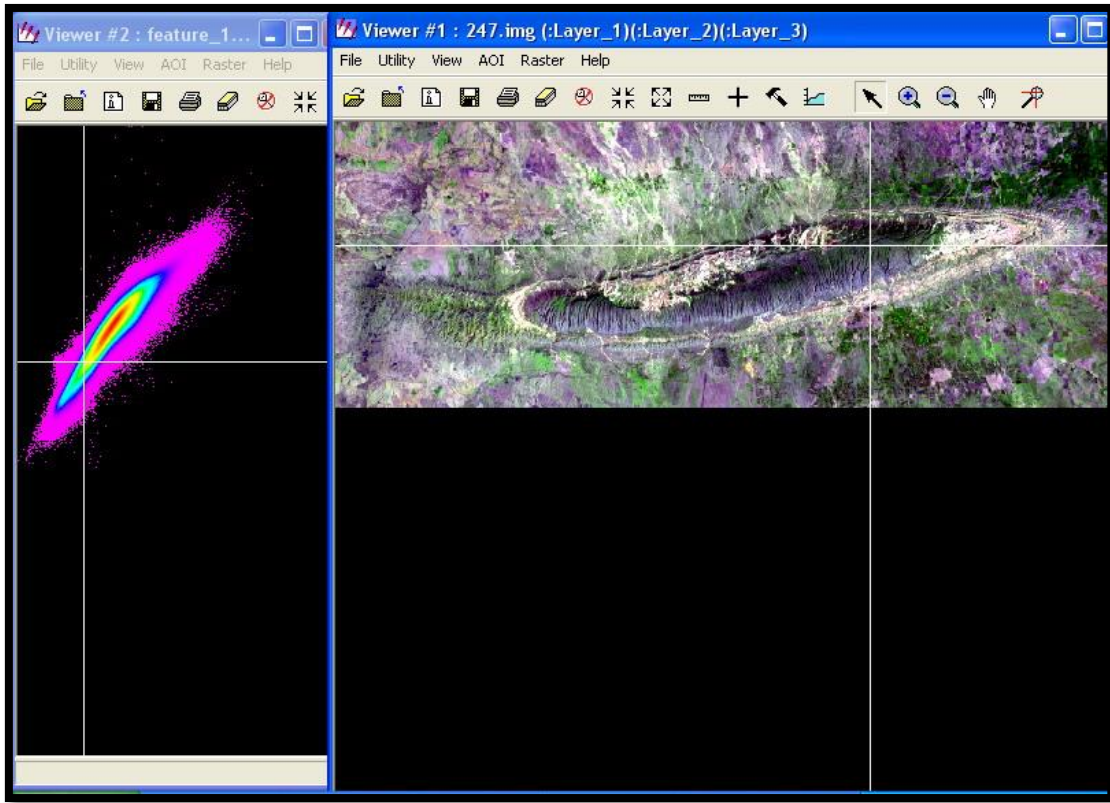 Viewer #2 : feature_1...
File Utility View AOI Raster Help
Viewer #1 : 247.img (:Layer_1)(:Layer_2)(:Layer_3)
File Utility View AOI Raster Help